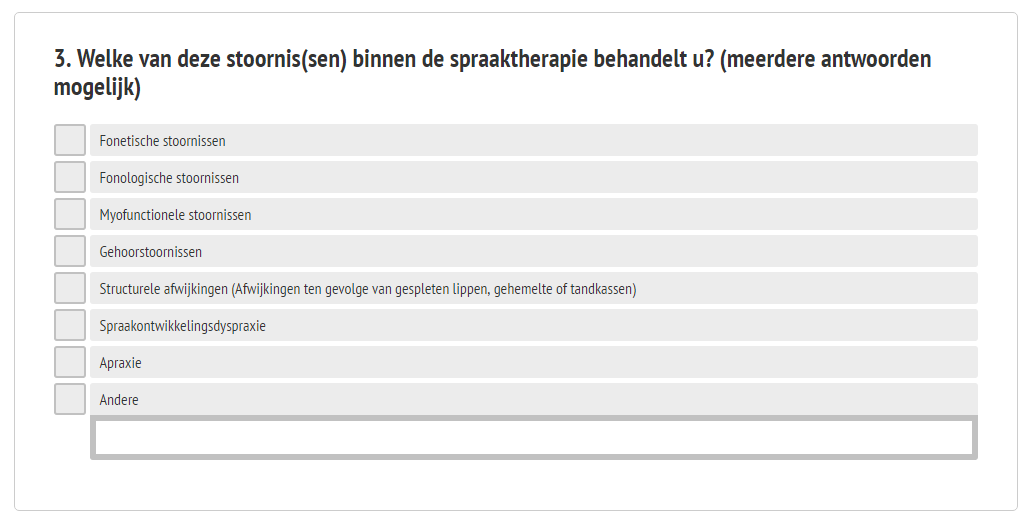 3. Welke van deze stoornis(sen) binnen de spraaktherapie behandelt u? (meerdere antwoorden
mogelijk)
Fonetische stoornissen
Fonologische stoornissen
Myofunctionele stoornissen
Gehoorstoornissen
Structurele afwijkingen (Afwijkingen ten gevolge van gespleten lippen, gehemelte of tandkassen)
Spraakontwikkelingsdyspraxie
Apraxie
Andere